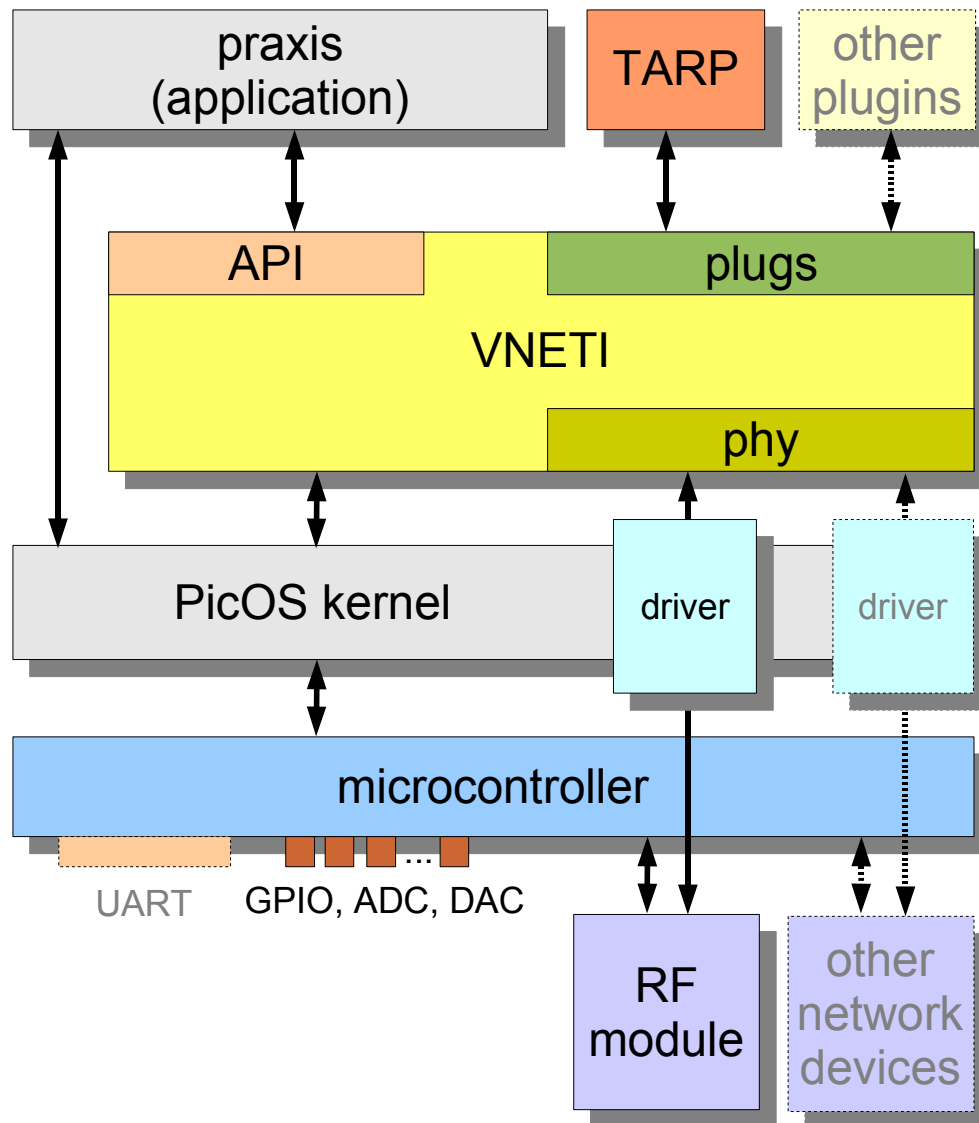 praxis
(application)
TARP
other
plugins
API
plugs
VNETI
phy
PicOS kernel
driver
driver
microcontroller
...
UART
GPIO, ADC, DAC
RF
module
other
network
devices